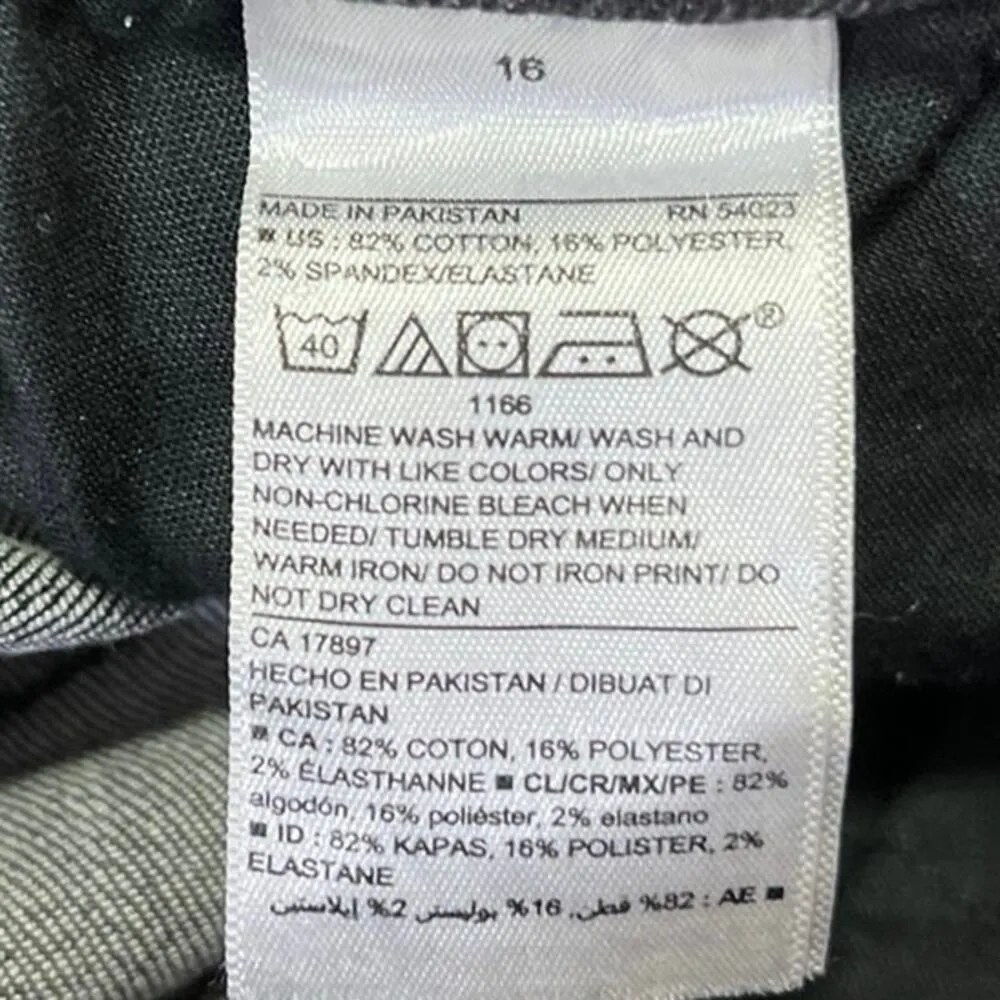 16
MADE IN PAKISTAN RN 54023
US : 82% COTTON, 16% POLYESTER,
2% SPANDEX/ELASTANE
40
®
1166
MACHINE WASH WARM/ WASH AND
DRY WITH LIKE COLORS/ ONLY
NON-CHLORINE BLEACH WHEN
NEEDED/ TUMBLE DRY MEDIUM/
WARM IRON/ DO NOT IRON PRINT/ DO
NOT DRY CLEAN
CA 17897
HECHO EN PAKISTAN / DIBUAT DI
PAKISTAN
■ CA : 82% COTON, 16% POLYESTER,
2% ÉLASTHANNE ■ CL/CR/MX/PE : 82%
algodón, 16% poliéster, 2% elastano
■ ID : 82% KAPAS, 16% POLISTER, 2%
ELASTANE
■ AE : 82% قطن, 16% بوليستر 2% إيلاستين